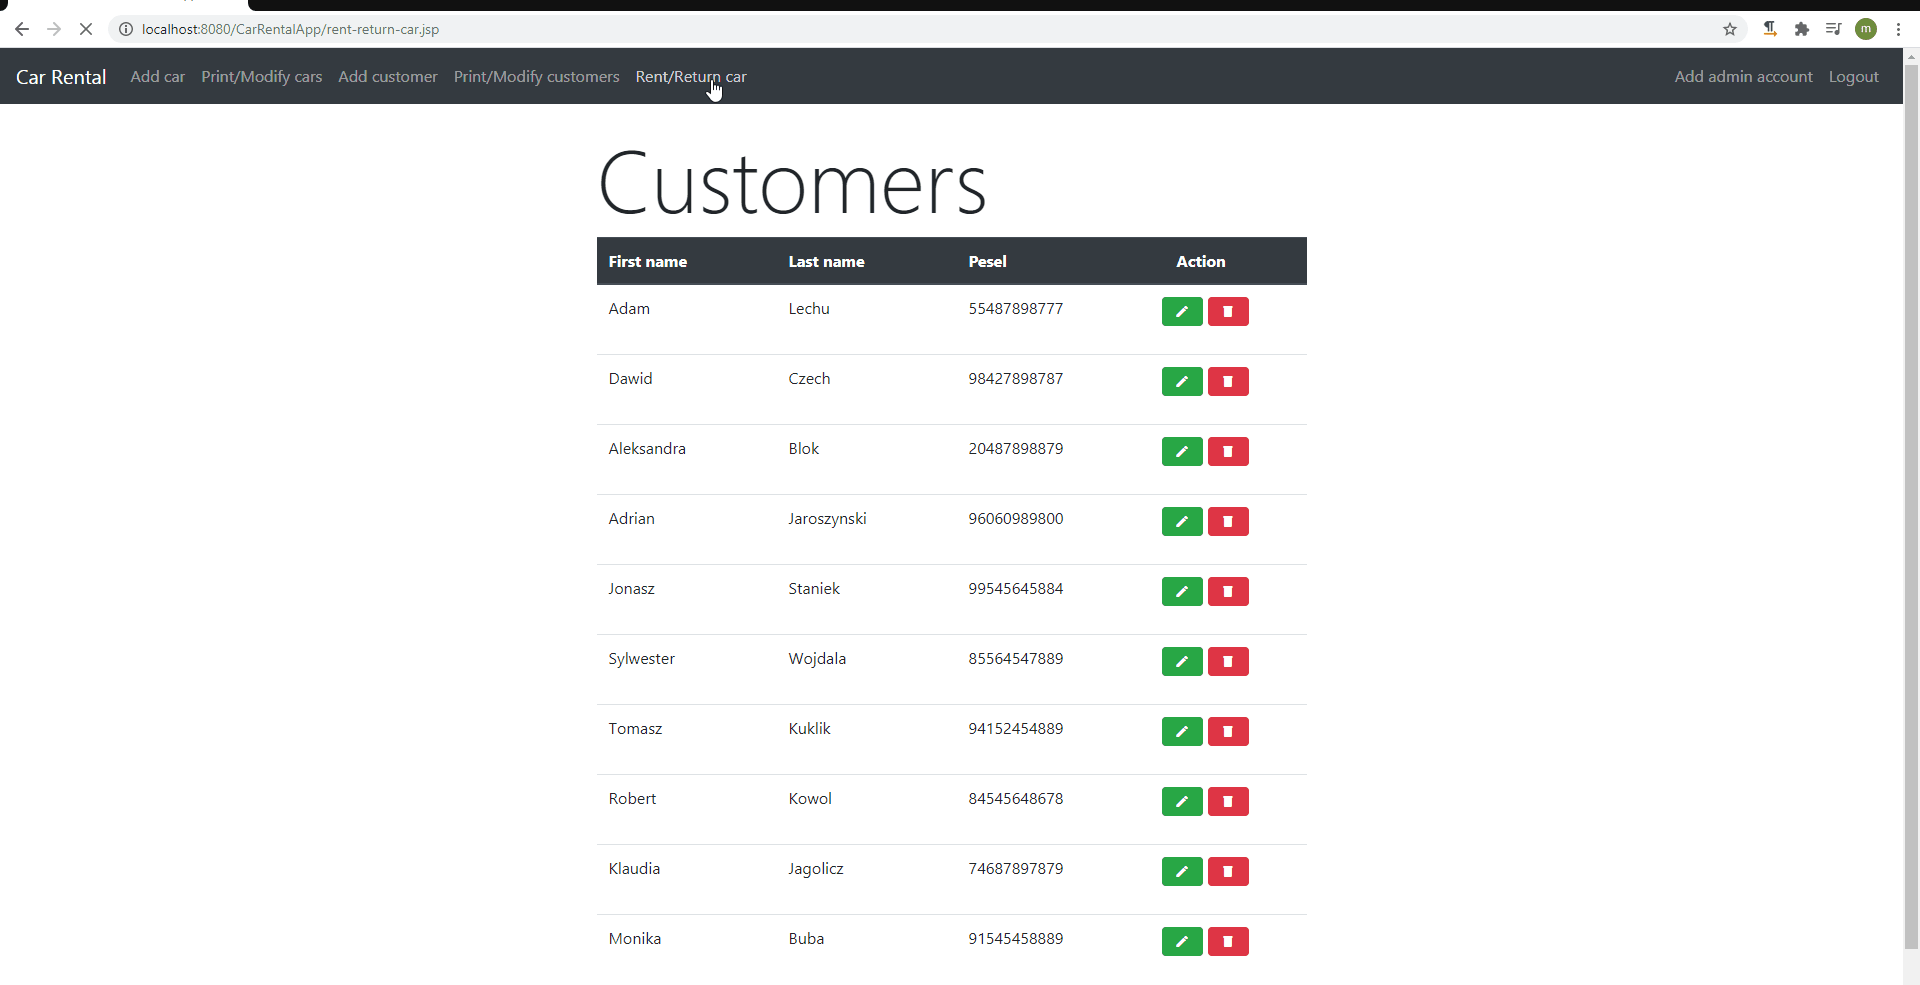 localhost:8080/CarRentalApp/rent-return-car.jsp
m
Car Rental Add car Print/Modify cars Add customer Print/Modify customers Rent/Return car Add admin account Logout
Customers
First name Last name Pesel Action
Adam Lechu 55487898777
Dawid Czech 98427898787
Aleksandra Blok 20487898879
Adrian Jaroszynski 96060989800
Jonasz Staniek 99545645884
Sylwester Wojdala 85564547889
Tomasz Kuklik 94152454889
Robert Kowol 84545648678
Klaudia Jagolicz 74687897879
Monika Buba 91545458889